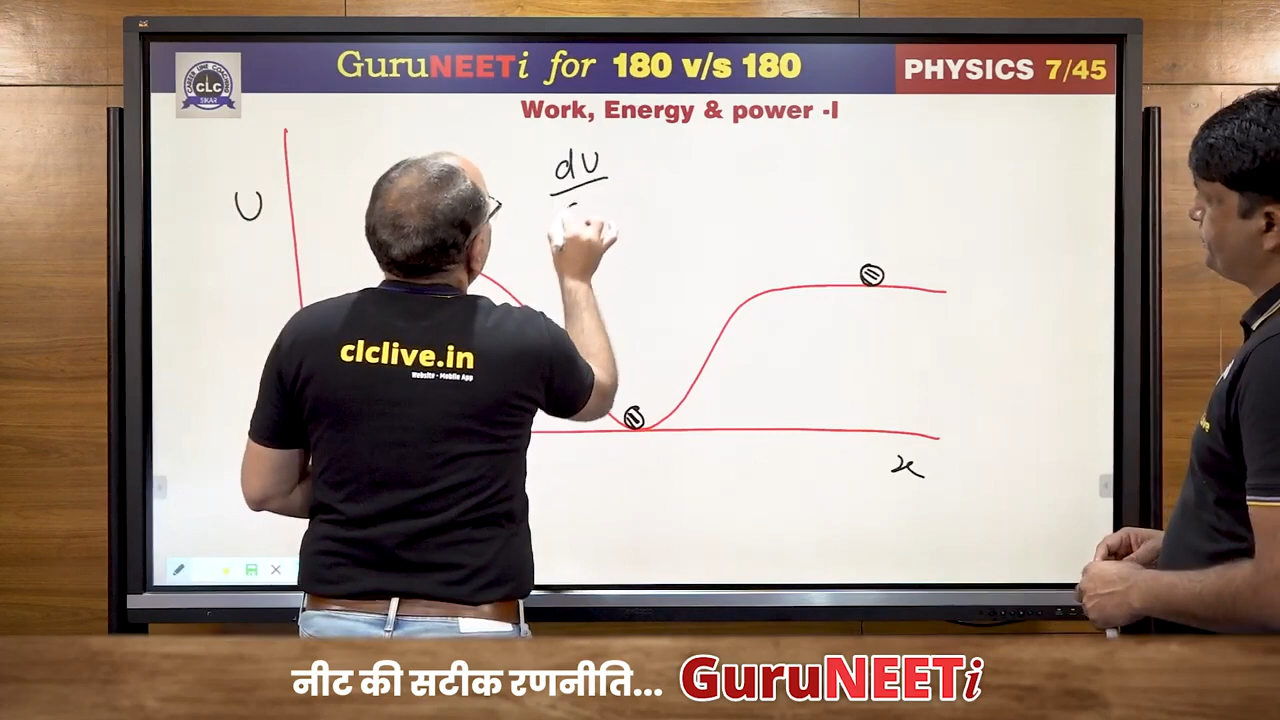 GuruNEETi for 180 v/s 180
PHYSICS 7/45
CAREER LINE COACHING
CLC
SIKAR
Work, Energy & power -I
dU
U
x
clclive.in
Website - Mobile App
नीट की सटीक रणनीति... GuruNEETi